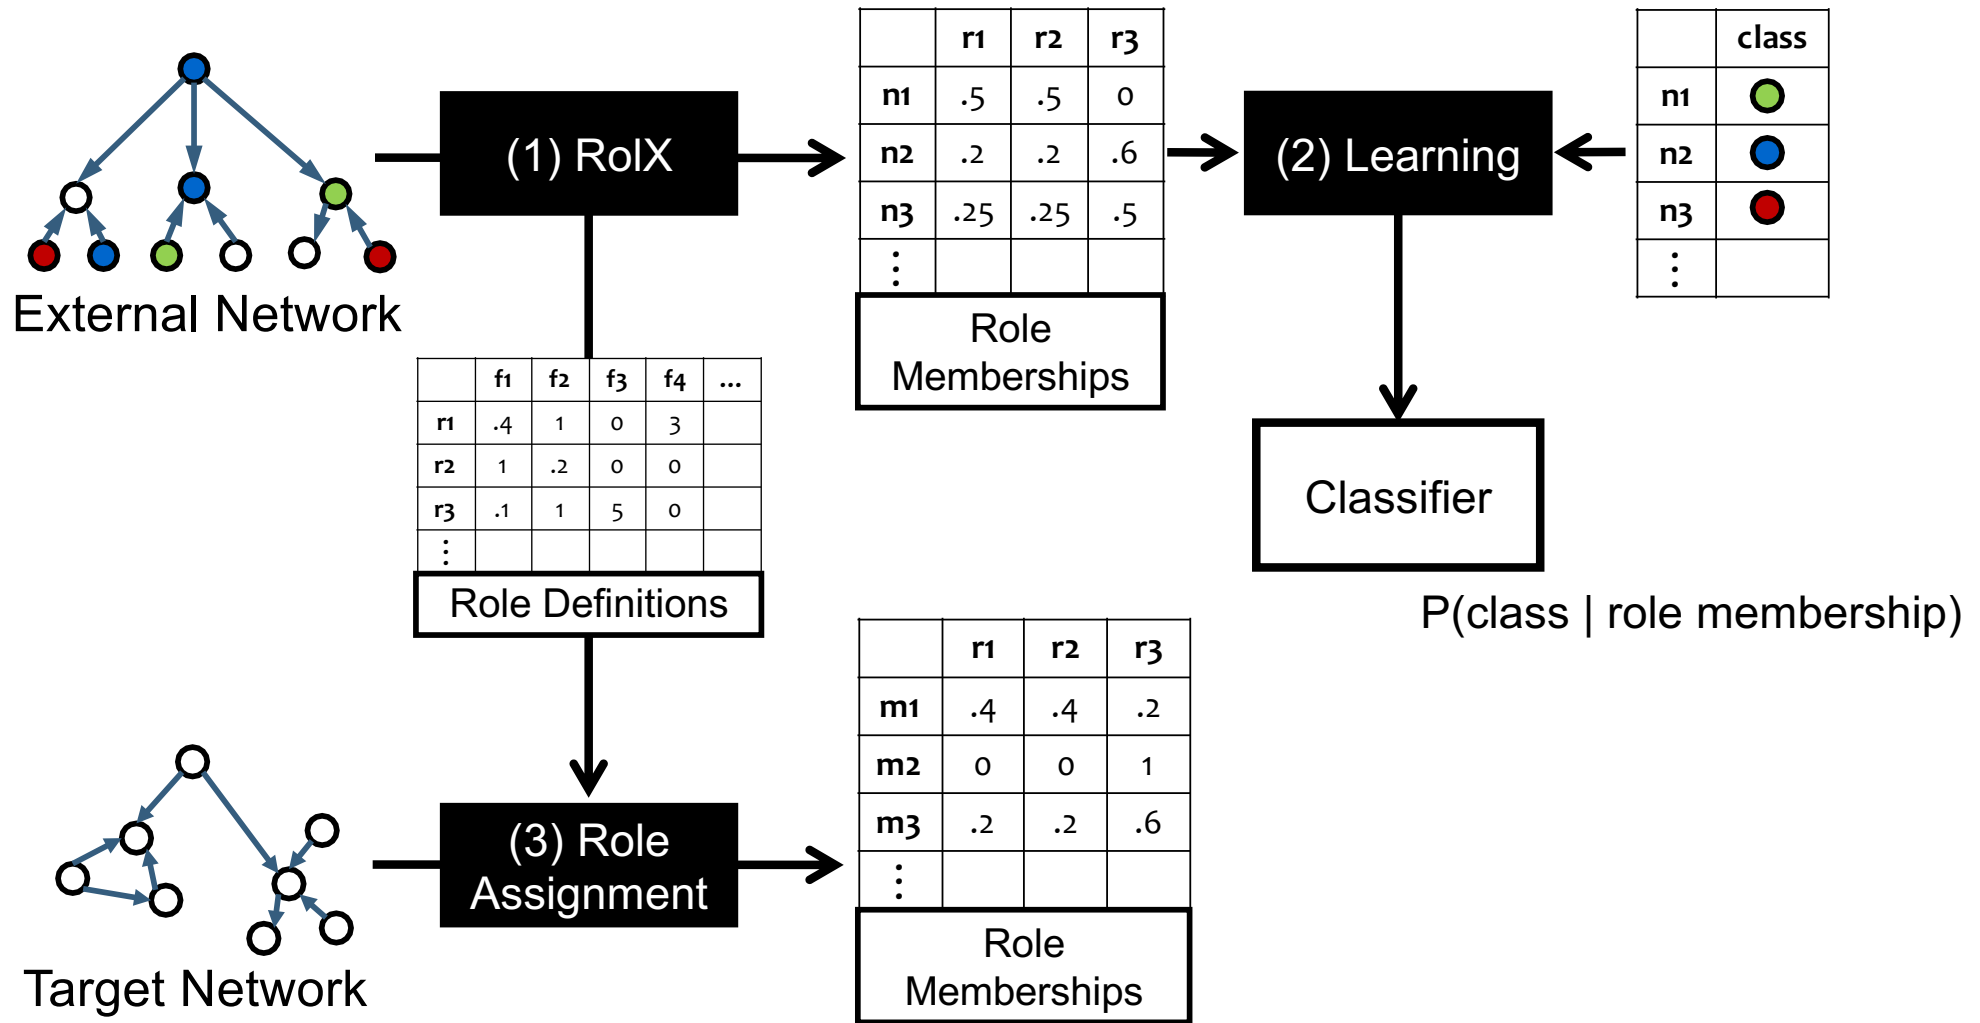 External Network
(1) RolX
r1 r2 r3
n1 .5 .5 0
n2 .2 .2 .6
n3 .25 .25 .5
⋮
Role
Memberships
(2) Learning
class
n1
n2
n3
⋮
f1 f2 f3 f4 ...
r1 .4 1 0 3
r2 1 .2 0 0
r3 .1 1 5 0
⋮
Role Definitions
Classifier
P(class | role membership)
Target Network
(3) Role
Assignment
r1 r2 r3
m1 .4 .4 .2
m2 0 0 1
m3 .2 .2 .6
⋮
Role
Memberships